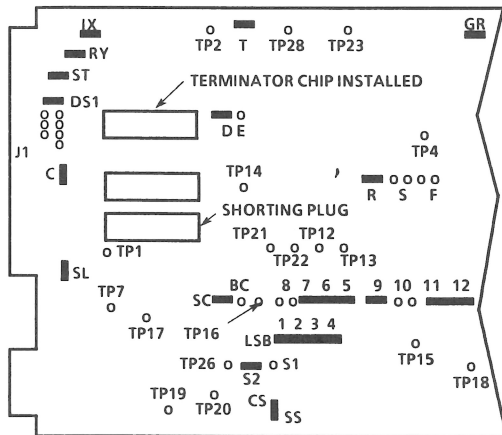 IX
GR
TP2 T TP28 TP23
RY
ST
TERMINATOR CHIP INSTALLED
DS1
D E
J1
TP4
C
TP14
R S F
SHORTING PLUG
TP21 TP12
TP1
TP22 TP13
SL
TP7
SC BC 8 7 6 5 9 10 11 12
TP17
TP16
1 2 3 4
LSB
TP15
TP26 S1
TP18
S2
TP19
TP20
CS
SS